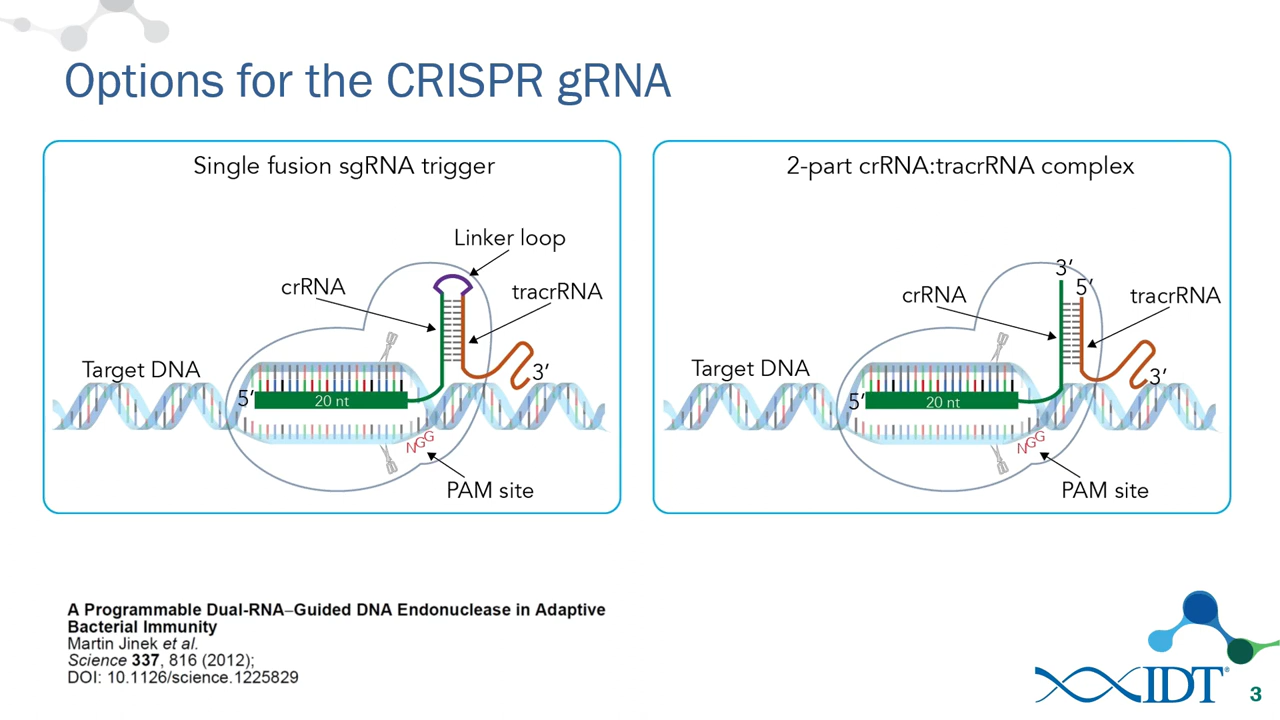 Options for the CRISPR gRNA
Single fusion sgRNA trigger
Linker loop
crRNA
tracrRNA
Target DNA
5′
20 nt
3′
NGG
PAM site
2-part crRNA:tracrRNA complex
3′
5′
crRNA
tracrRNA
Target DNA
5′
20 nt
3′
NGG
PAM site
A Programmable Dual-RNA–Guided DNA Endonuclease in Adaptive
Bacterial Immunity
Martin Jinek et al.
Science 337, 816 (2012);
DOI: 10.1126/science.1225829
IDT®
3